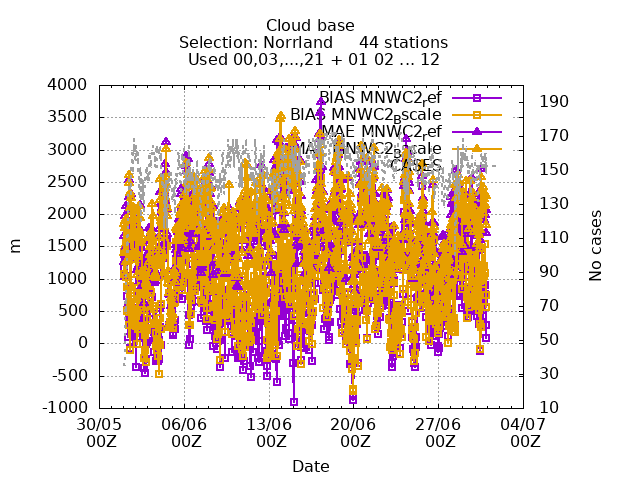 Cloud base
Selection: Norrland 44 stations
Used 00,03,...,21 + 01 02 ... 12
4000
3500
3000
2500
2000
1500
1000
500
0
-500
-1000
190
170
150
130
110
90
70
50
30
10
BIAS MNWC2_ref
BIAS MNWC2_Bscale
MAE MNWC2_ref
MAE MNWC2_Bscale
CASES
m
No cases
30/05 06/06 13/06 20/06 27/06 04/07
00Z 00Z 00Z 00Z 00Z 00Z
Date